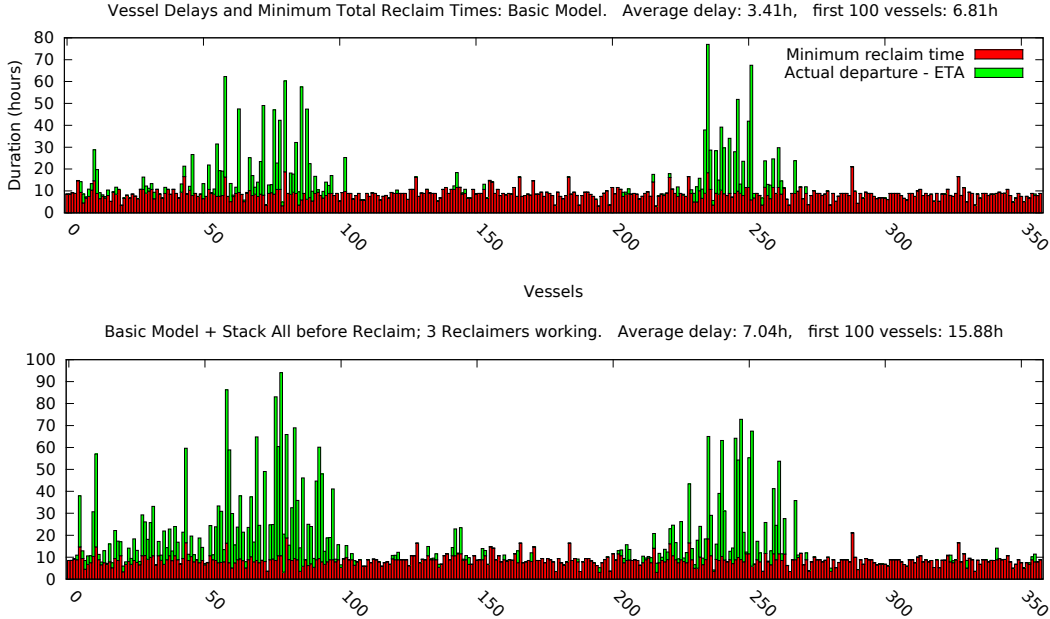 Vessel Delays and Minimum Total Reclaim Times: Basic Model.   Average delay: 3.41h,   first 100 vessels: 6.81h
80
70
60
50
40
30
20
10
0
Duration (hours)
Minimum reclaim time
Actual departure - ETA
0 50 100 150 200 250 300 350
Vessels
Basic Model + Stack All before Reclaim; 3 Reclaimers working.   Average delay: 7.04h,   first 100 vessels: 15.88h
100
90
80
70
60
50
40
30
20
10
0
0 50 100 150 200 250 300 350